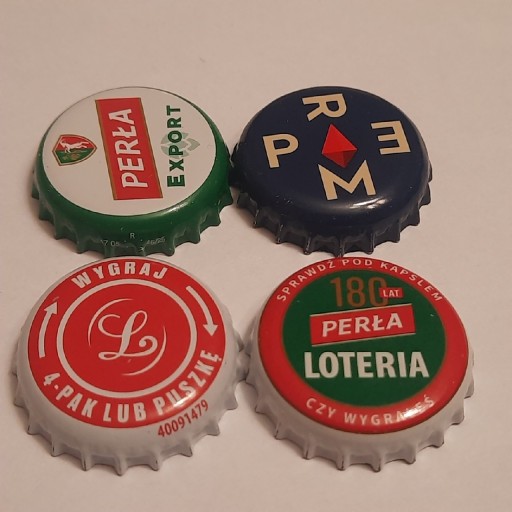 PERŁA
EXPORT
R
P
E
M
WYGRAJ
L
4-PAK LUB PUSZKĘ
40091479
SPRAWDŹ POD KAPSLEM
180 LAT
PERŁA
LOTERIA
CZY WYGRAŁEŚ